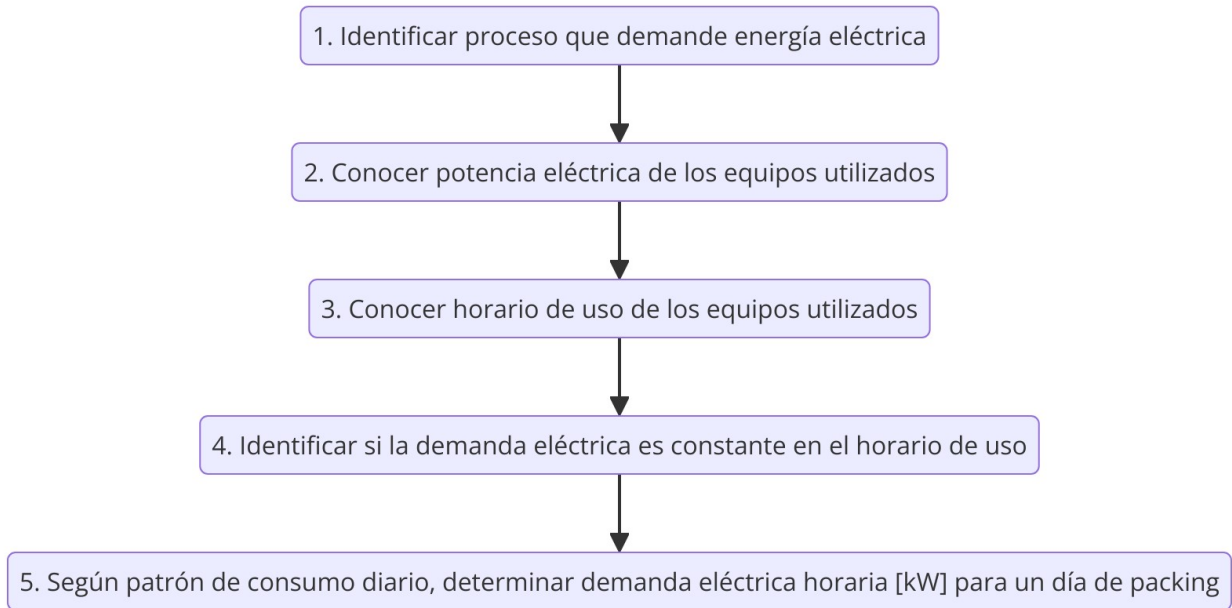 1. Identificar proceso que demande energía eléctrica
2. Conocer potencia eléctrica de los equipos utilizados
3. Conocer horario de uso de los equipos utilizados
4. Identificar si la demanda eléctrica es constante en el horario de uso
5. Según patrón de consumo diario, determinar demanda eléctrica horaria [kW] para un día de packing